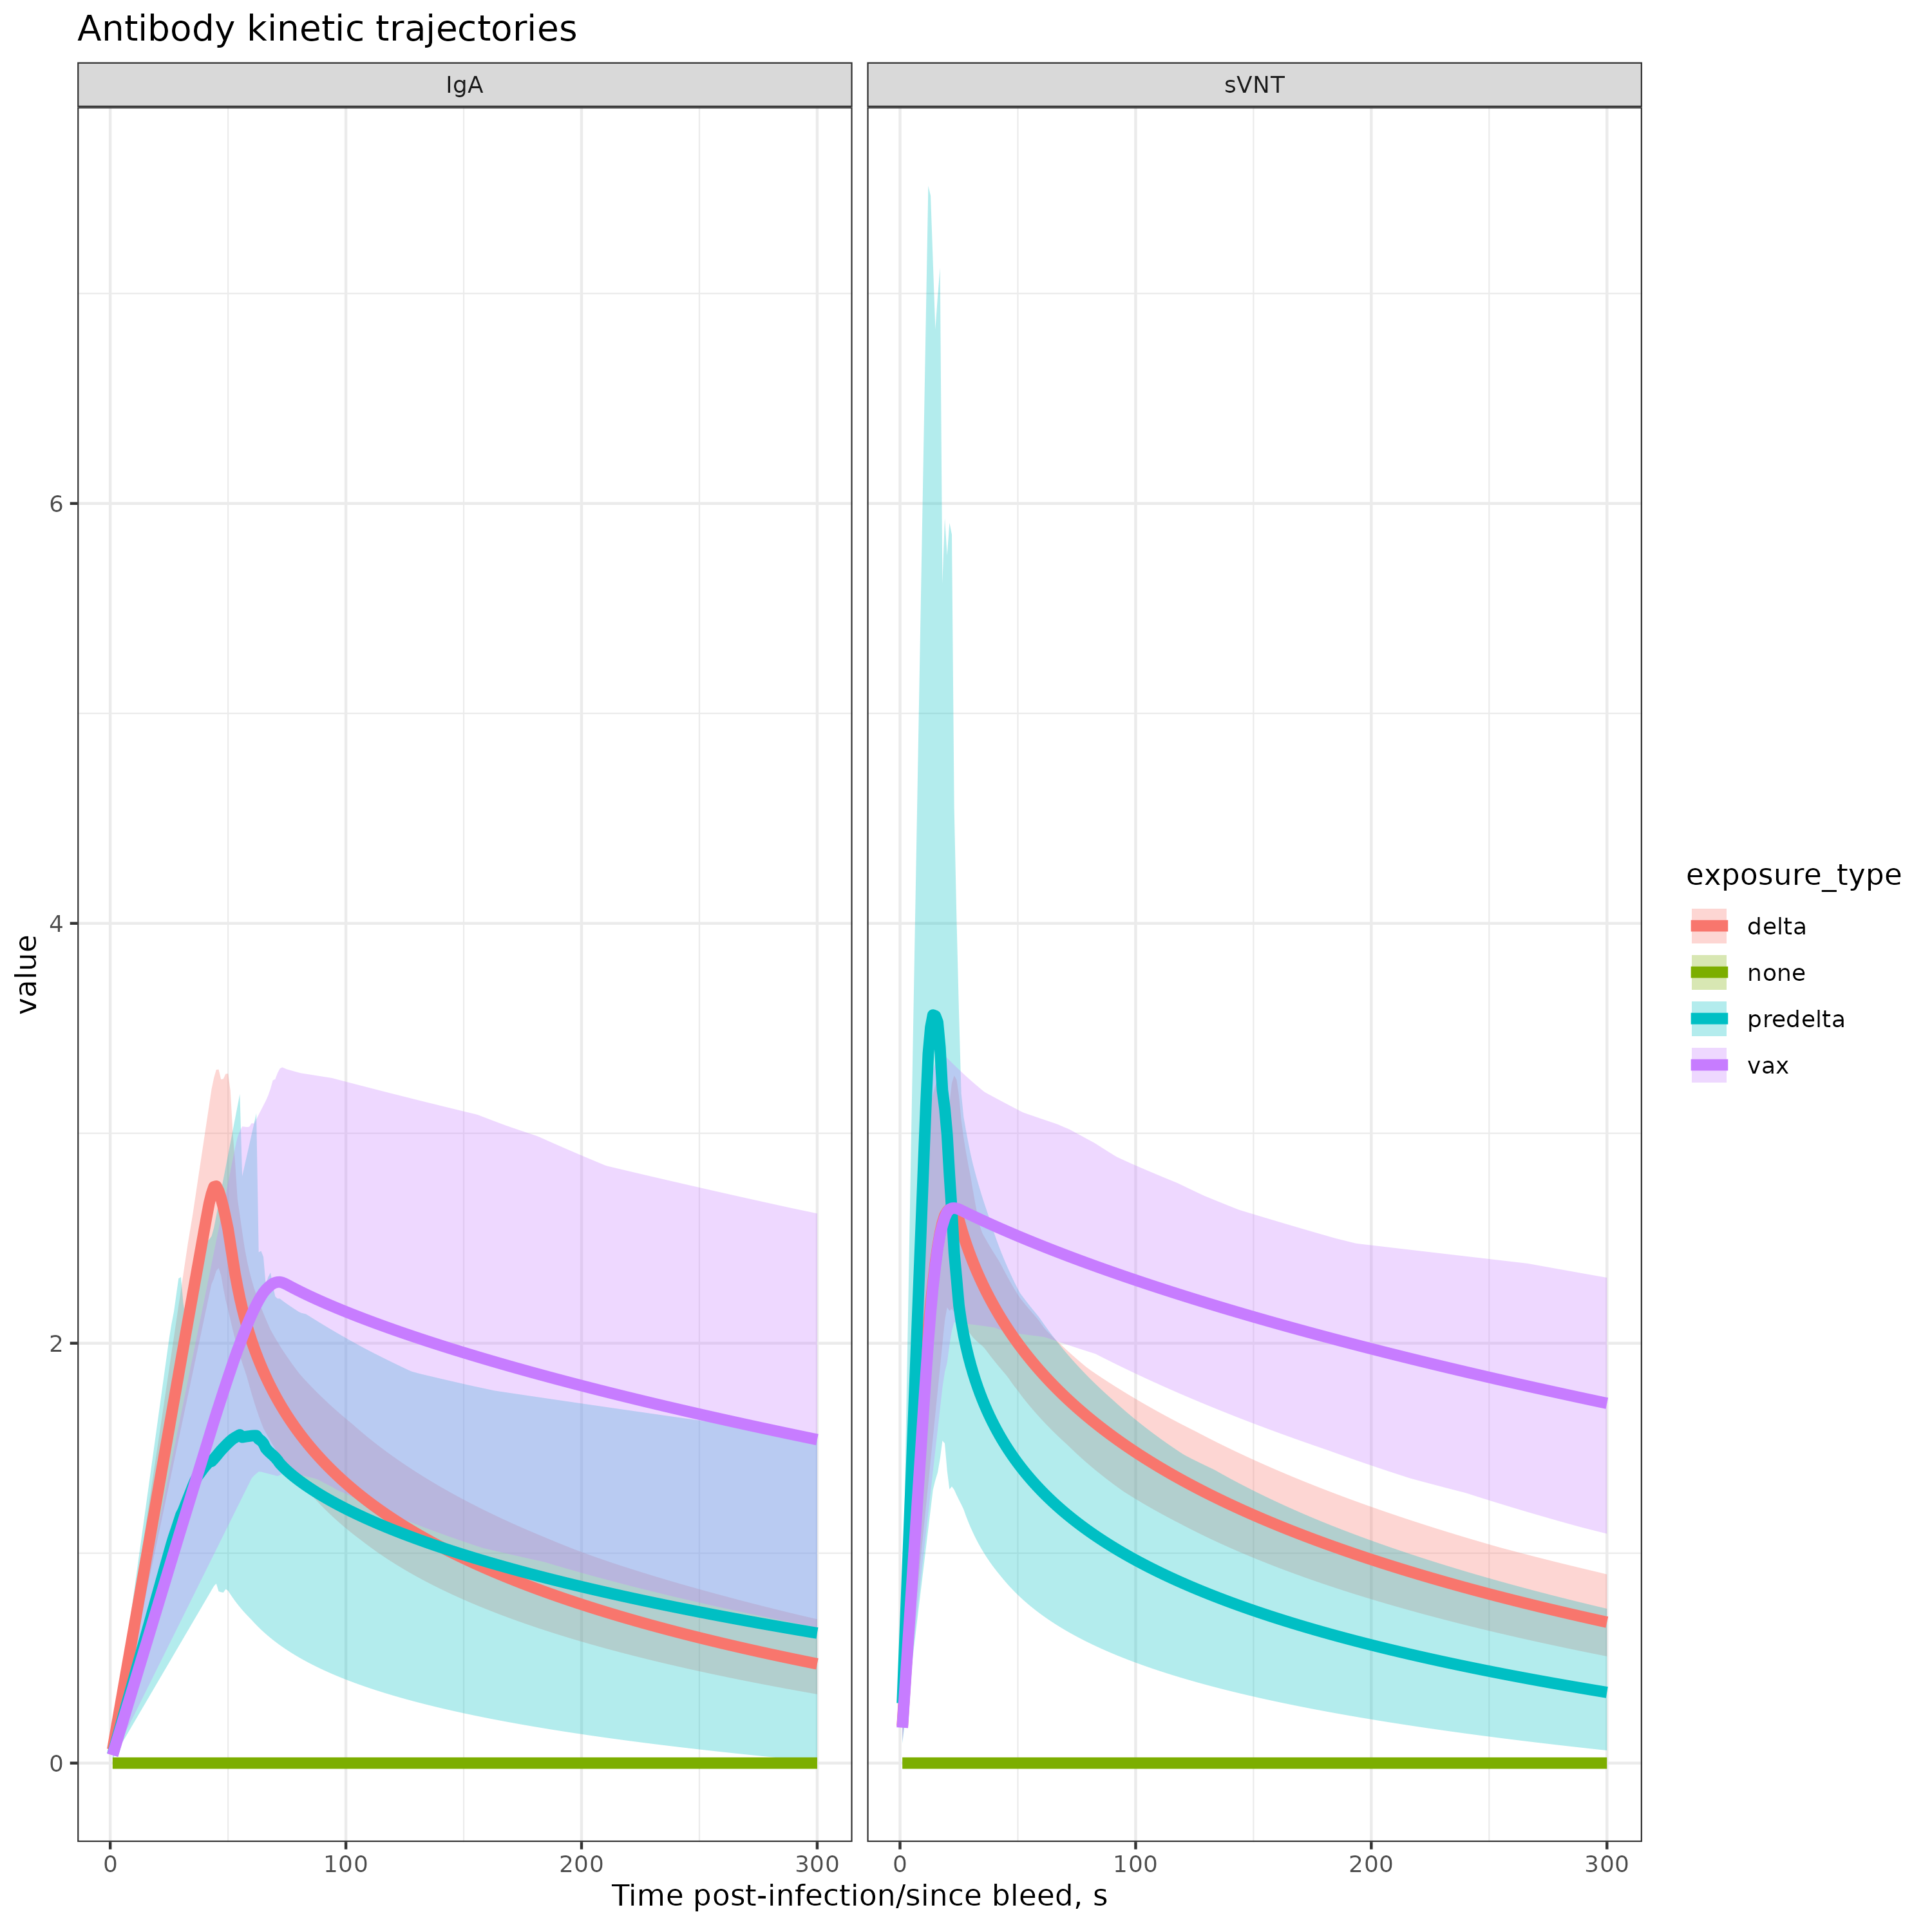 Antibody kinetic trajectories
IgA
sVNT
value
6
4
2
0
0 100 200 300
0 100 200 300
Time post-infection/since bleed, s
exposure_type
delta
none
predelta
vax